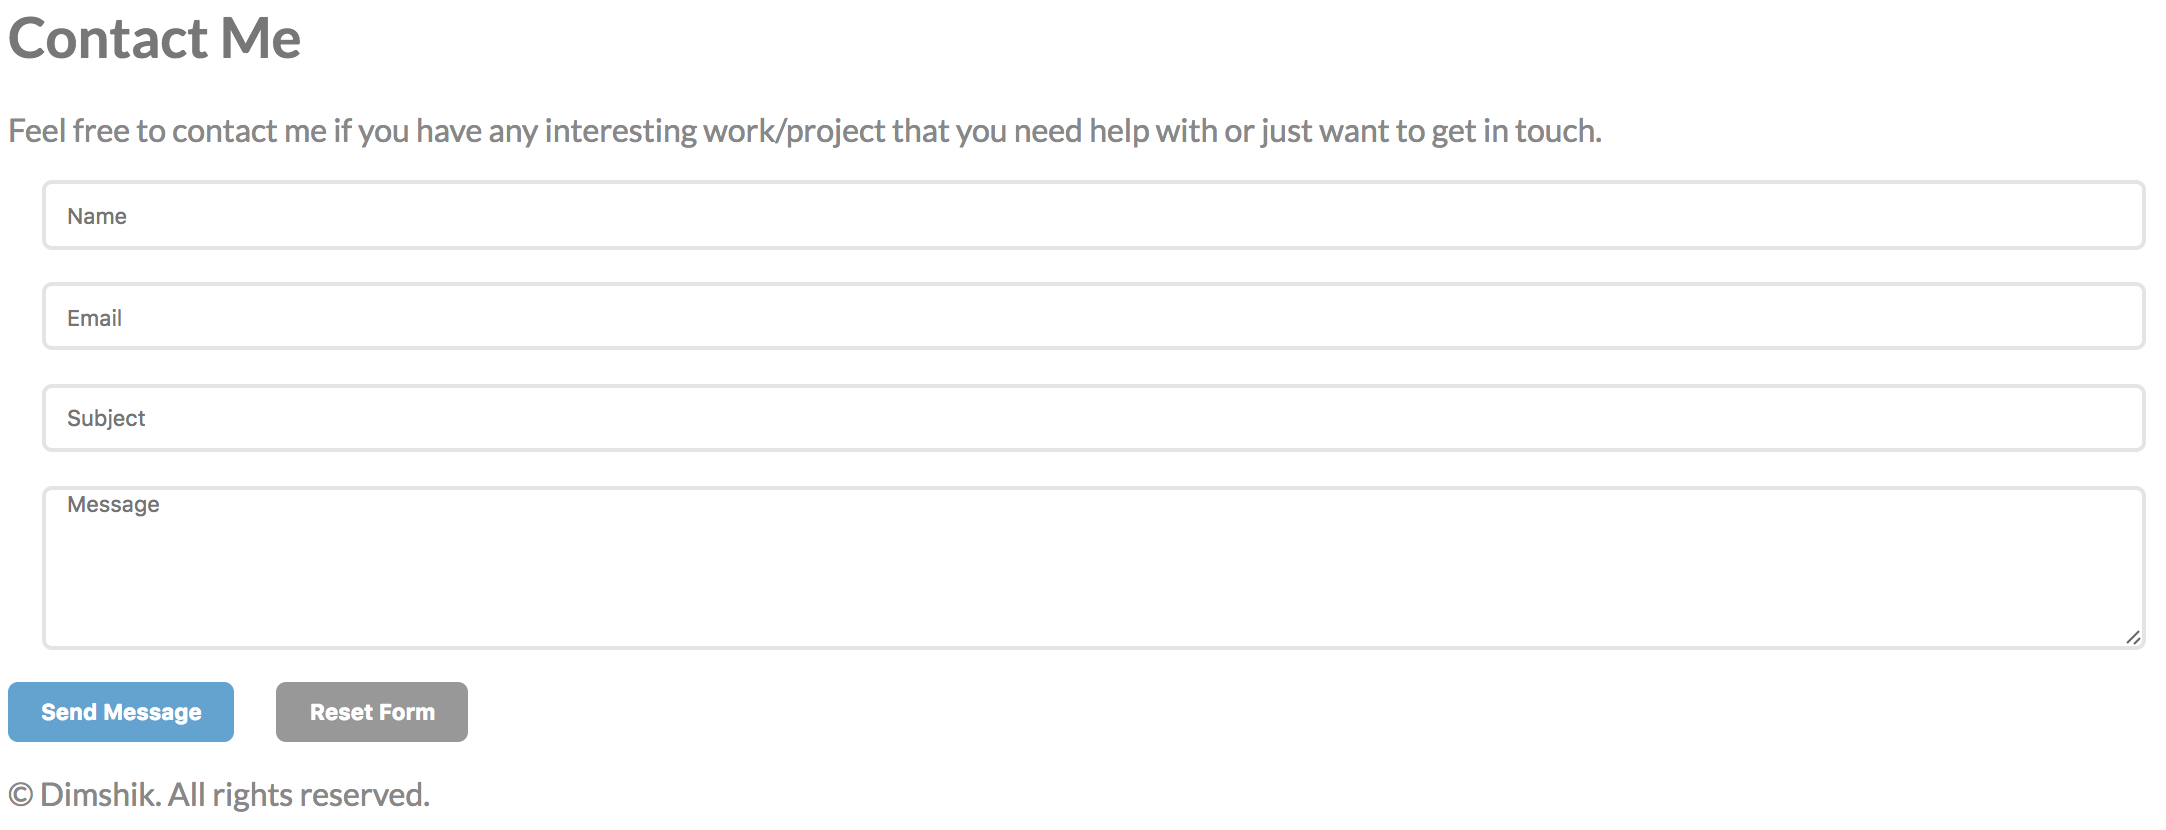 Contact Me
Feel free to contact me if you have any interesting work/project that you need help with or just want to get in touch.
Name
Email
Subject
Message
Send Message Reset Form
© Dimshik. All rights reserved.